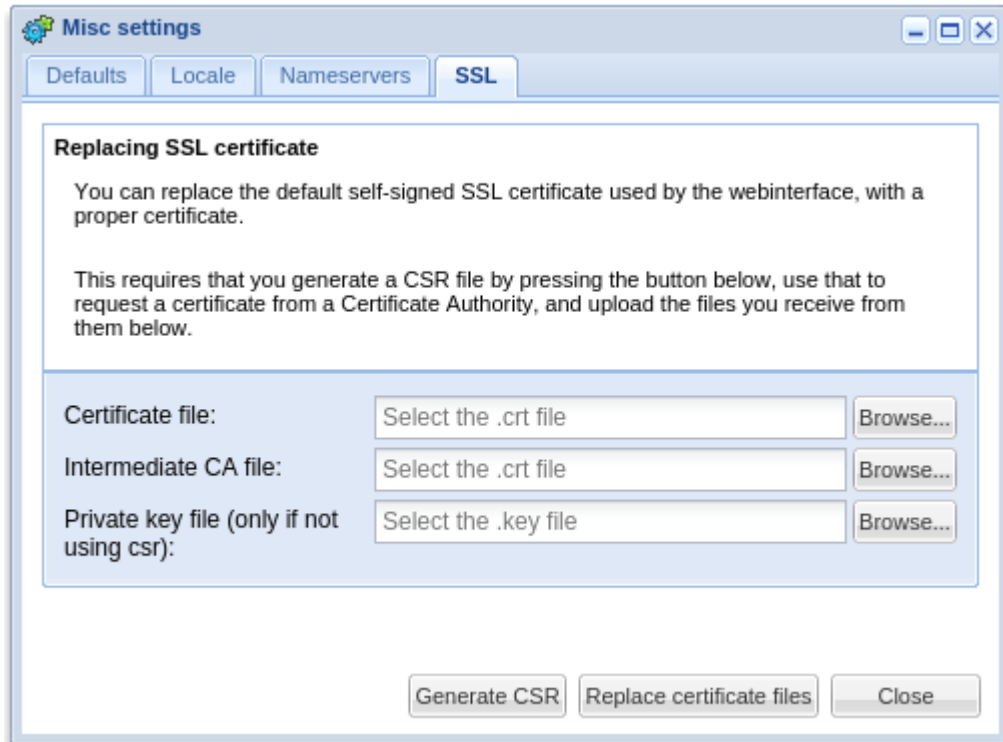 Misc settings
Defaults Locale Nameservers SSL
Replacing SSL certificate
You can replace the default self-signed SSL certificate used by the webinterface, with a
proper certificate.
This requires that you generate a CSR file by pressing the button below, use that to
request a certificate from a Certificate Authority, and upload the files you receive from
them below.
Certificate file: Select the .crt file Browse...
Intermediate CA file: Select the .crt file Browse...
Private key file (only if not Select the .key file Browse...
using csr):
Generate CSR Replace certificate files Close